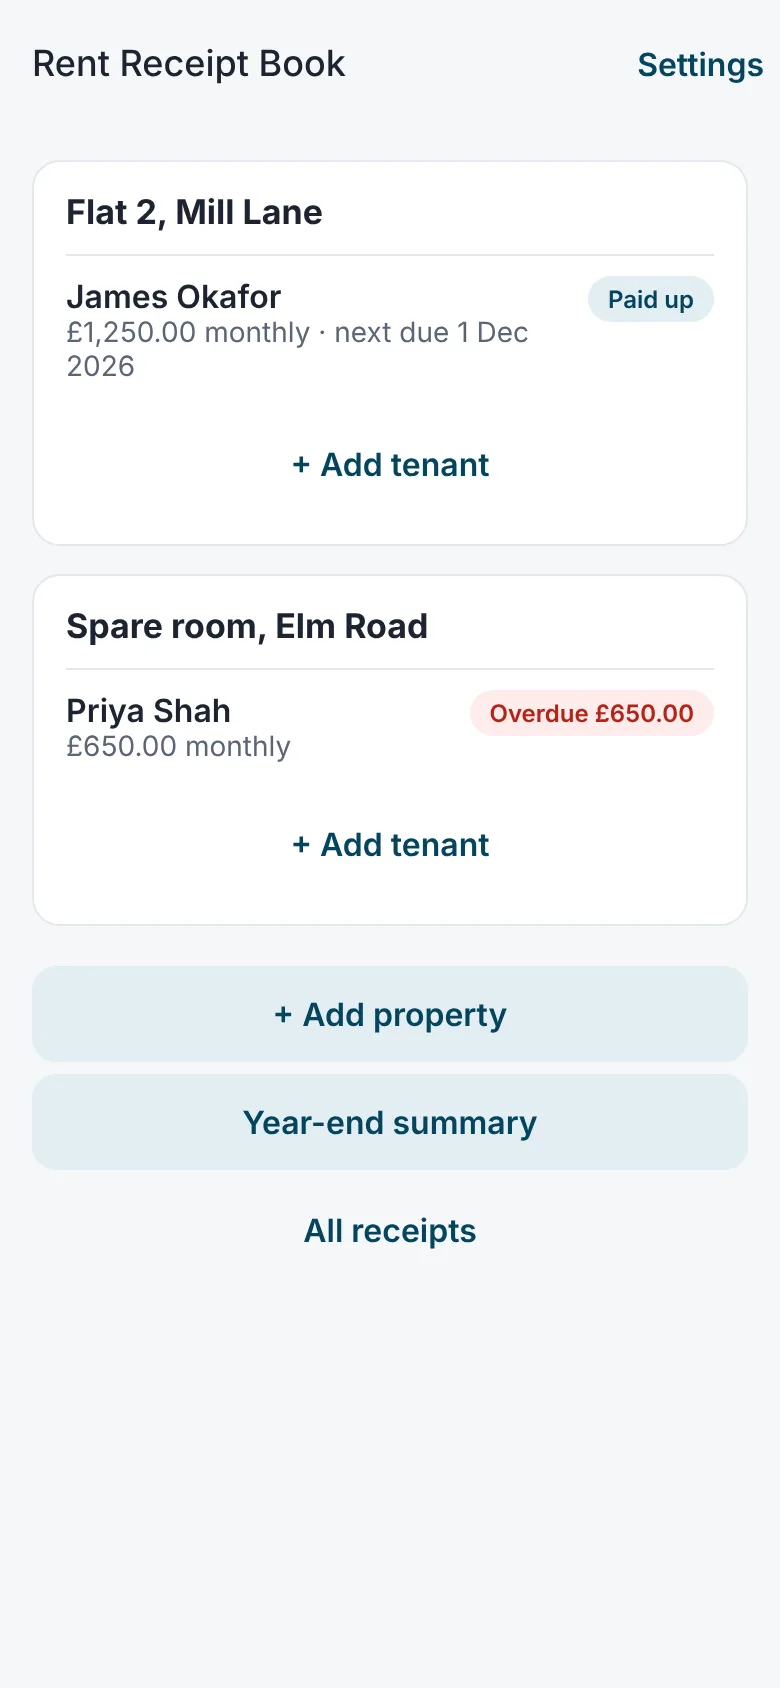 Rent Receipt Book
Settings
Flat 2, Mill Lane
James Okafor
Paid up
£1,250.00 monthly · next due 1 Dec
2026
+ Add tenant
Spare room, Elm Road
Priya Shah
Overdue £650.00
£650.00 monthly
+ Add tenant
+ Add property
Year-end summary
All receipts